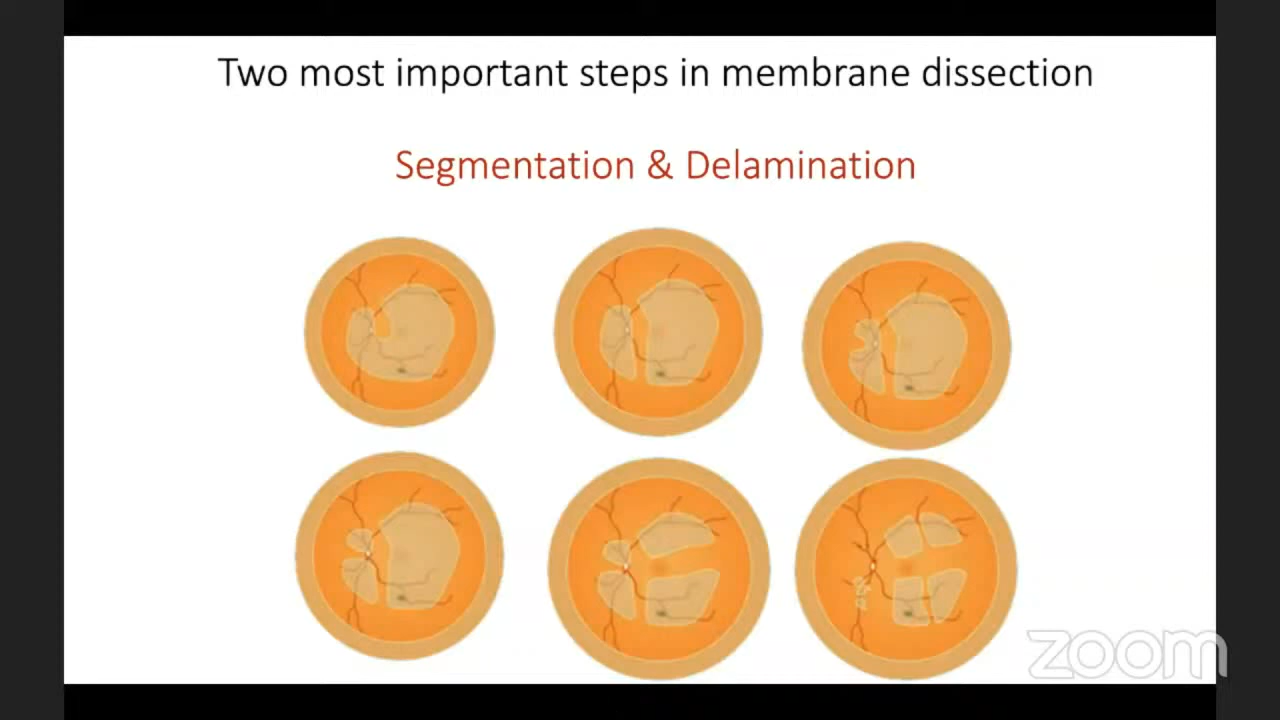 Two most important steps in membrane dissection
Segmentation & Delamination
zoom